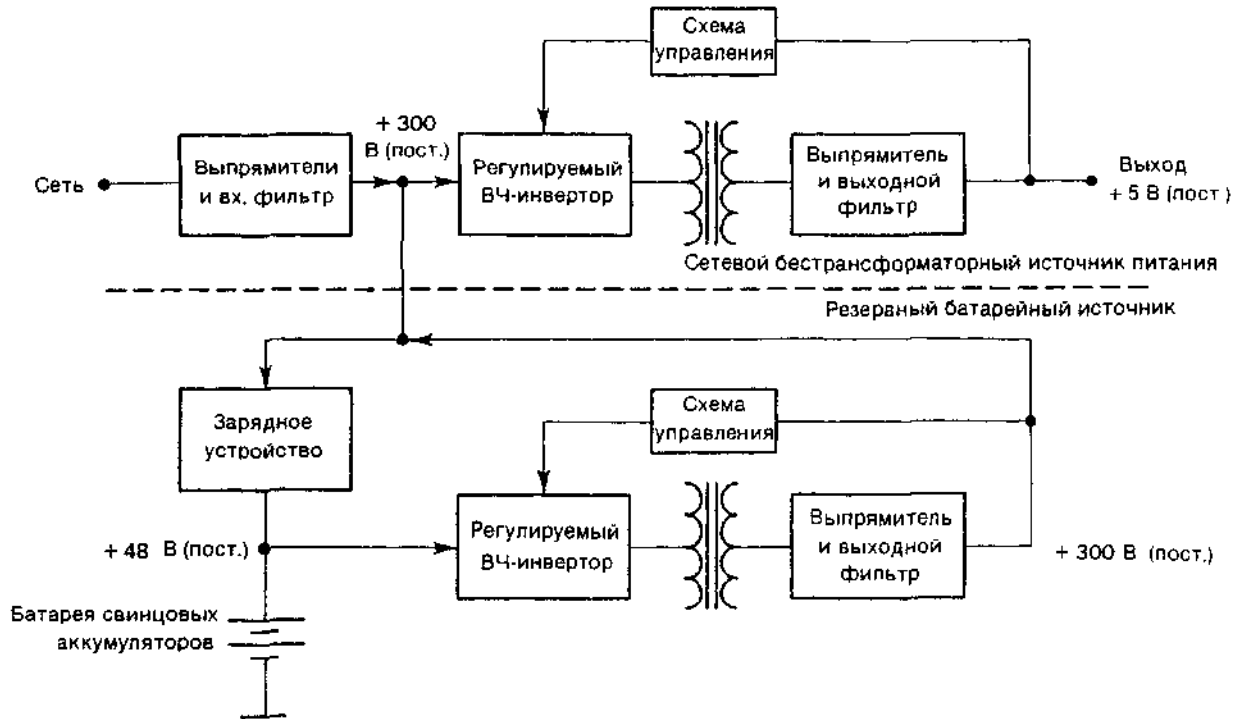 Схема
управления
+ 300
В (пост.)
Сеть
Выпрямители
и вх. фильтр
Регулируемый
ВЧ-инвертор
Выпрямитель
и выходной
фильтр
Выход
+ 5 В (пост)
Сетевой бестрансформаторный источник питания
Резервный батарейный источник
Зарядное
устройство
Схема
управления
+ 48 В (пост.)
Регулируемый
ВЧ-инвертор
Выпрямитель
и выходной
фильтр
+ 300 В (пост.)
Батарея свинцовых
аккумуляторов